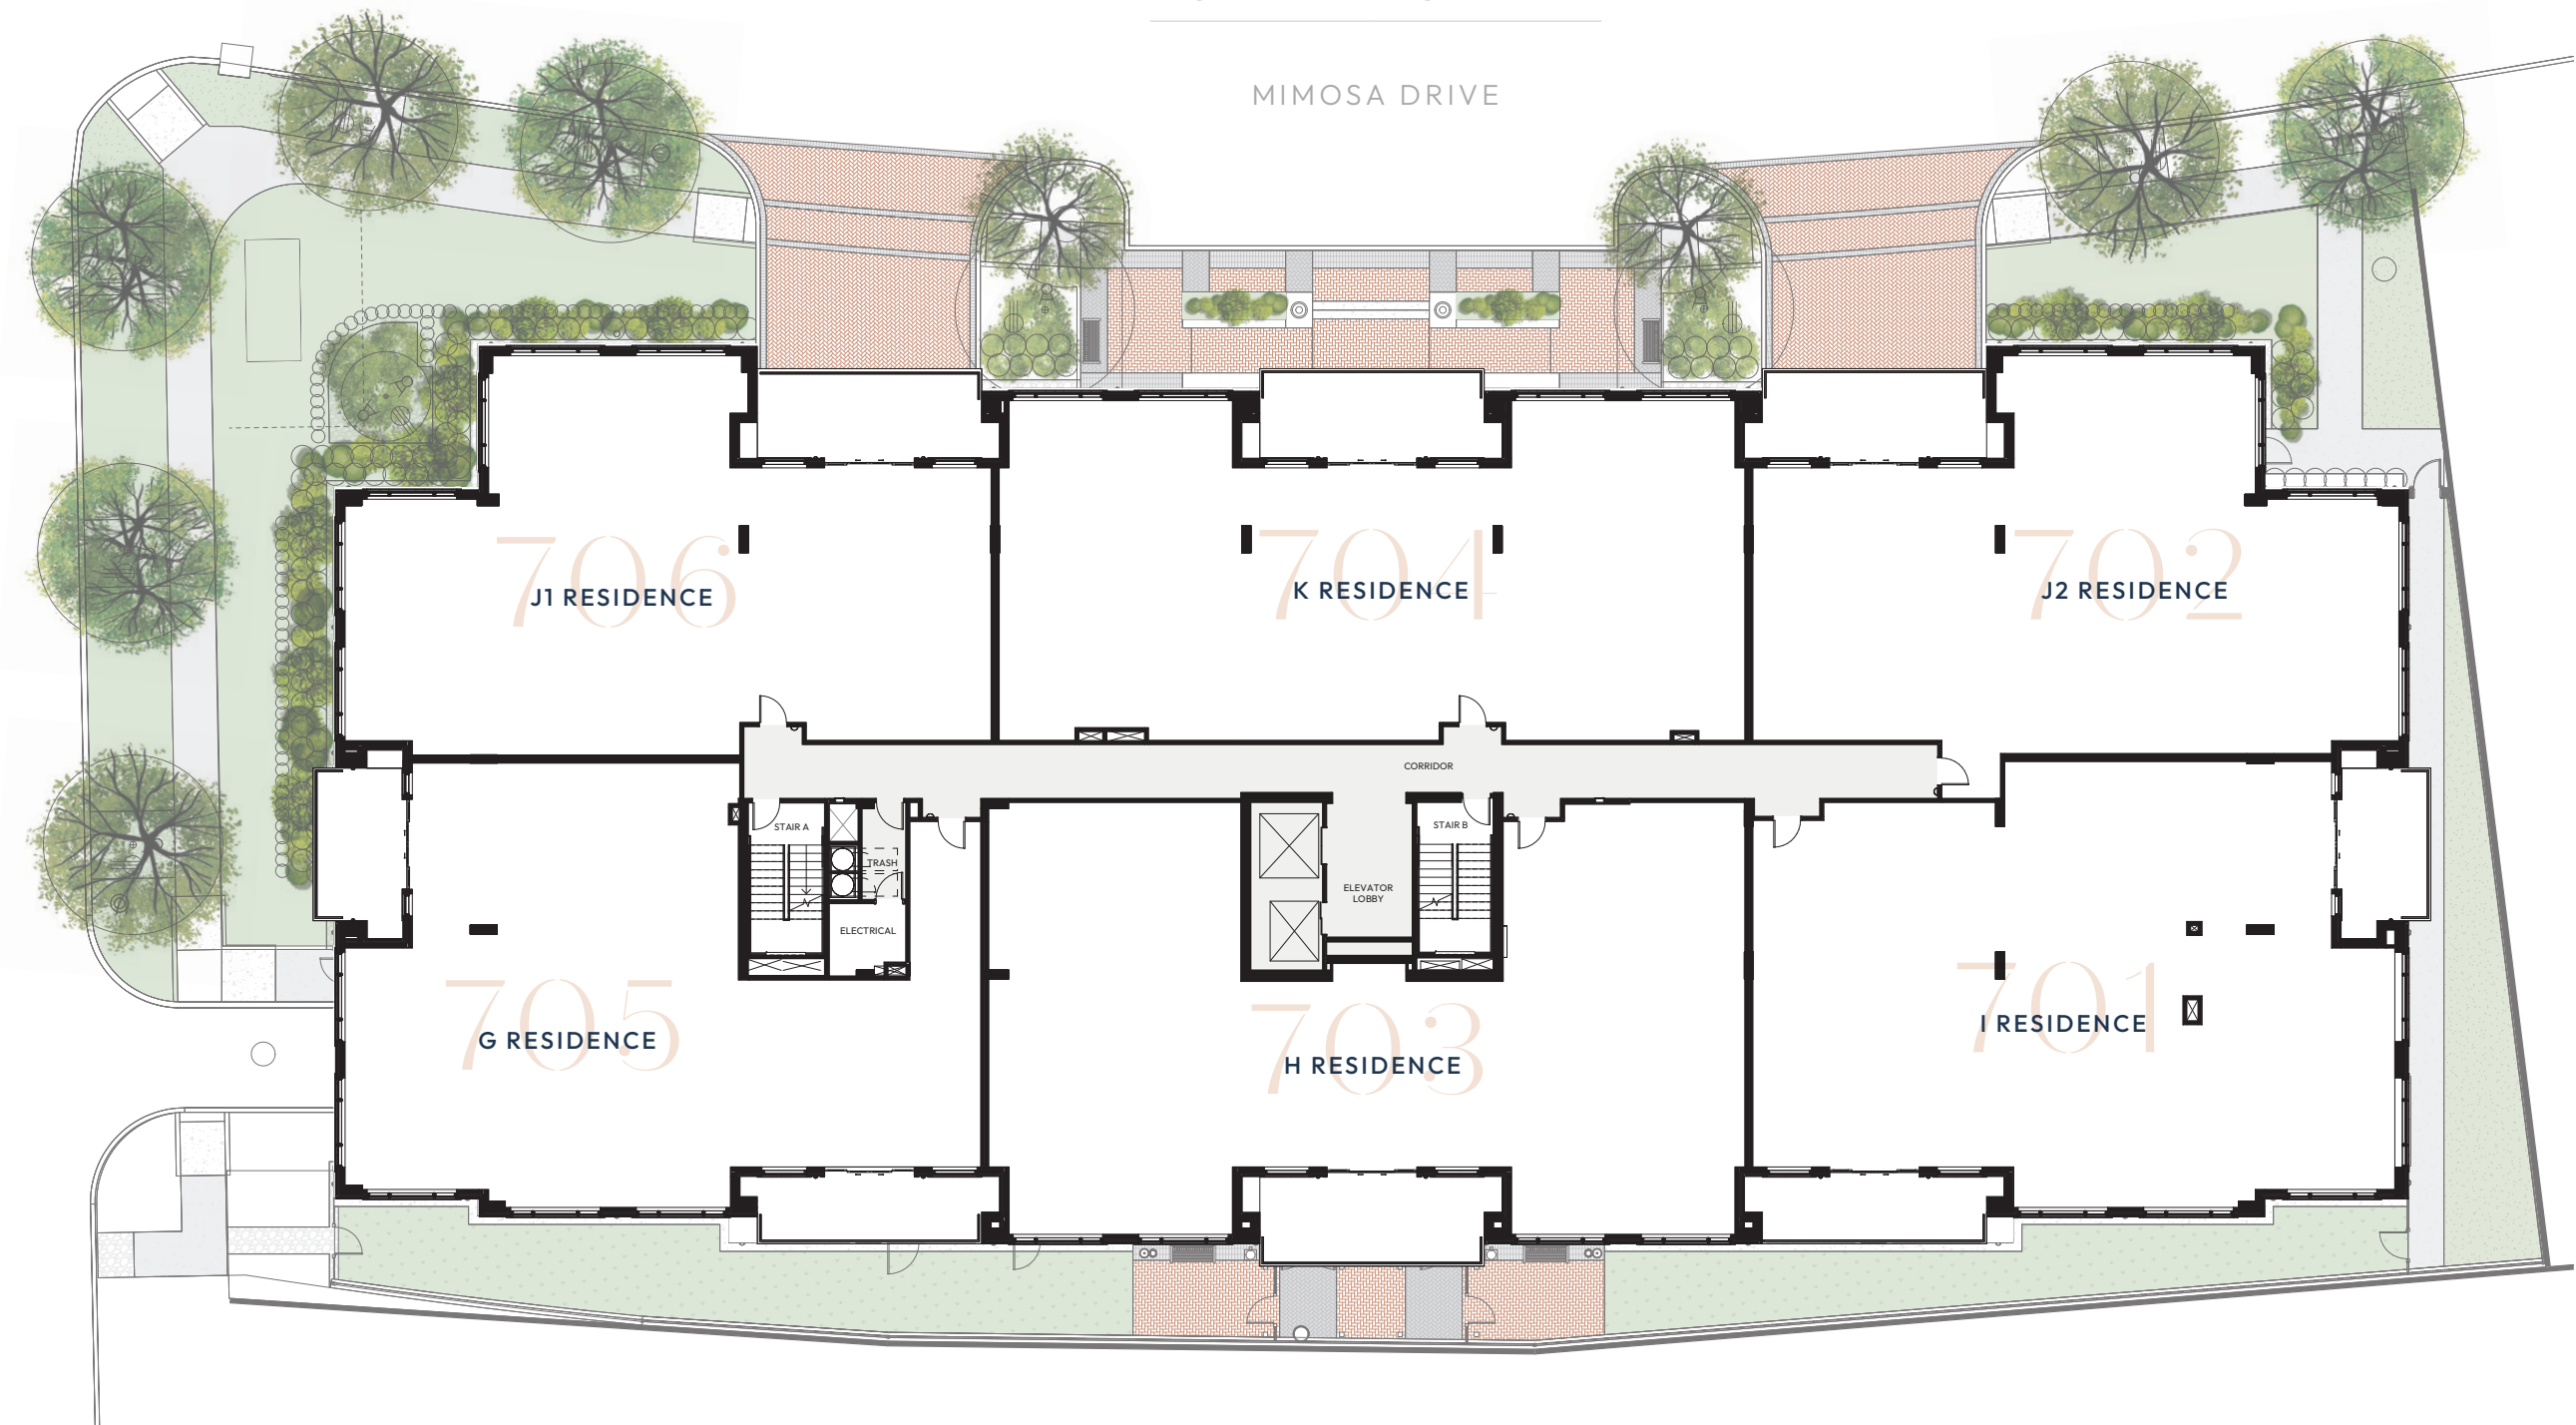 MIMOSA DRIVE
706
J1 RESIDENCE
704
K RESIDENCE
702
J2 RESIDENCE
CORRIDOR
STAIR A
TRASH
ELECTRICAL
ELEVATOR
LOBBY
STAIR B
705
G RESIDENCE
703
H RESIDENCE
701
I RESIDENCE